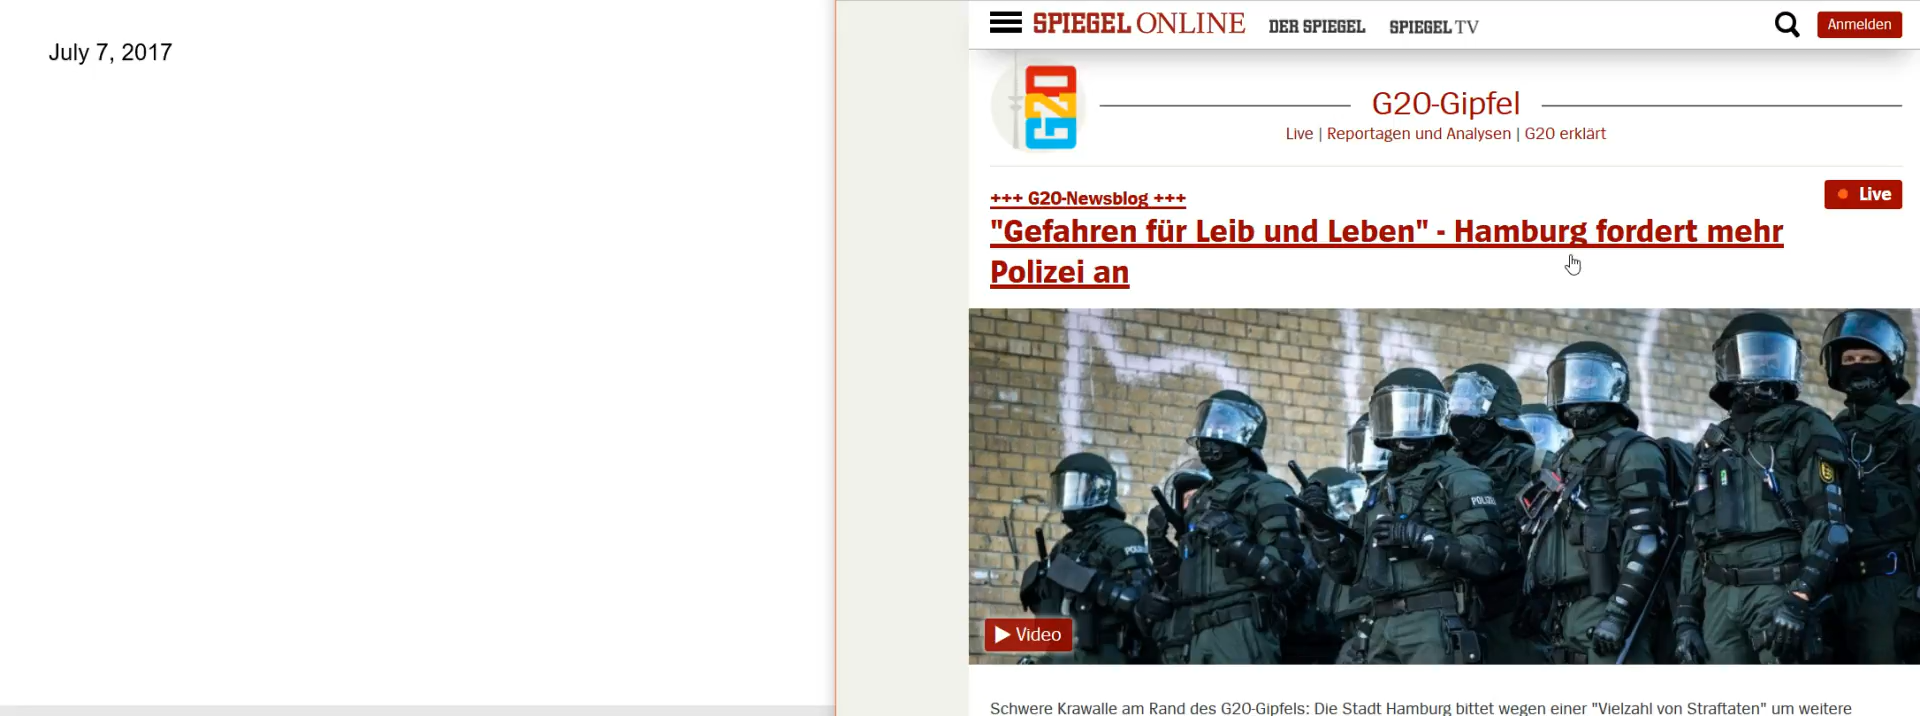 July 7, 2017
SPIEGEL ONLINE DER SPIEGEL SPIEGEL TV Anmelden
G20
G20-Gipfel
Live | Reportagen und Analysen | G20 erklärt
+++ G20-Newsblog +++
Live
"Gefahren für Leib und Leben" - Hamburg fordert mehr
Polizei an
POLIZEI
Video
Schwere Krawalle am Rand des G20-Gipfels: Die Stadt Hamburg bittet wegen einer "Vielzahl von Straftaten" um weitere